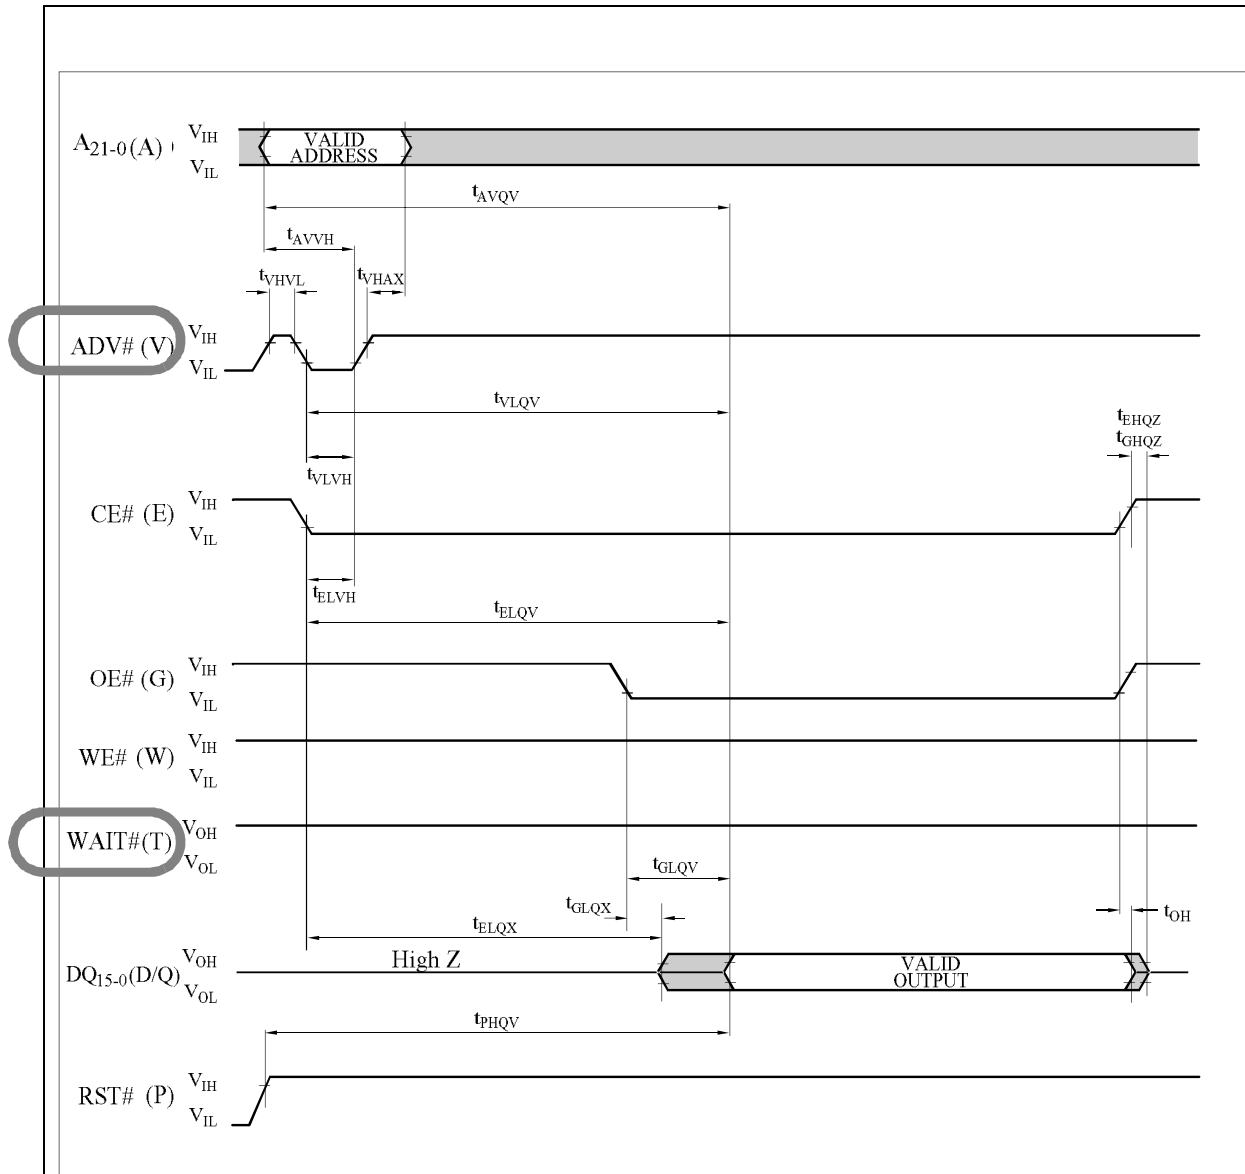 A21-0(A)
VIH
VIL
VALID
ADDRESS
tAVQV
tAVVH
tVHVL
tVHAX
ADV# (V)
VIH
VIL
tVLQV
tVLVH
tEHQZ
tGHQZ
CE# (E)
VIH
VIL
tELVH
tELQV
OE# (G)
VIH
VIL
WE# (W)
VIH
VIL
WAIT#(T)
VOH
VOL
tGLQV
tGLQX
tELQX
tOH
DQ15-0(D/Q)
VOH
VOL
High Z
VALID
OUTPUT
tPHQV
RST# (P)
VIH
VIL